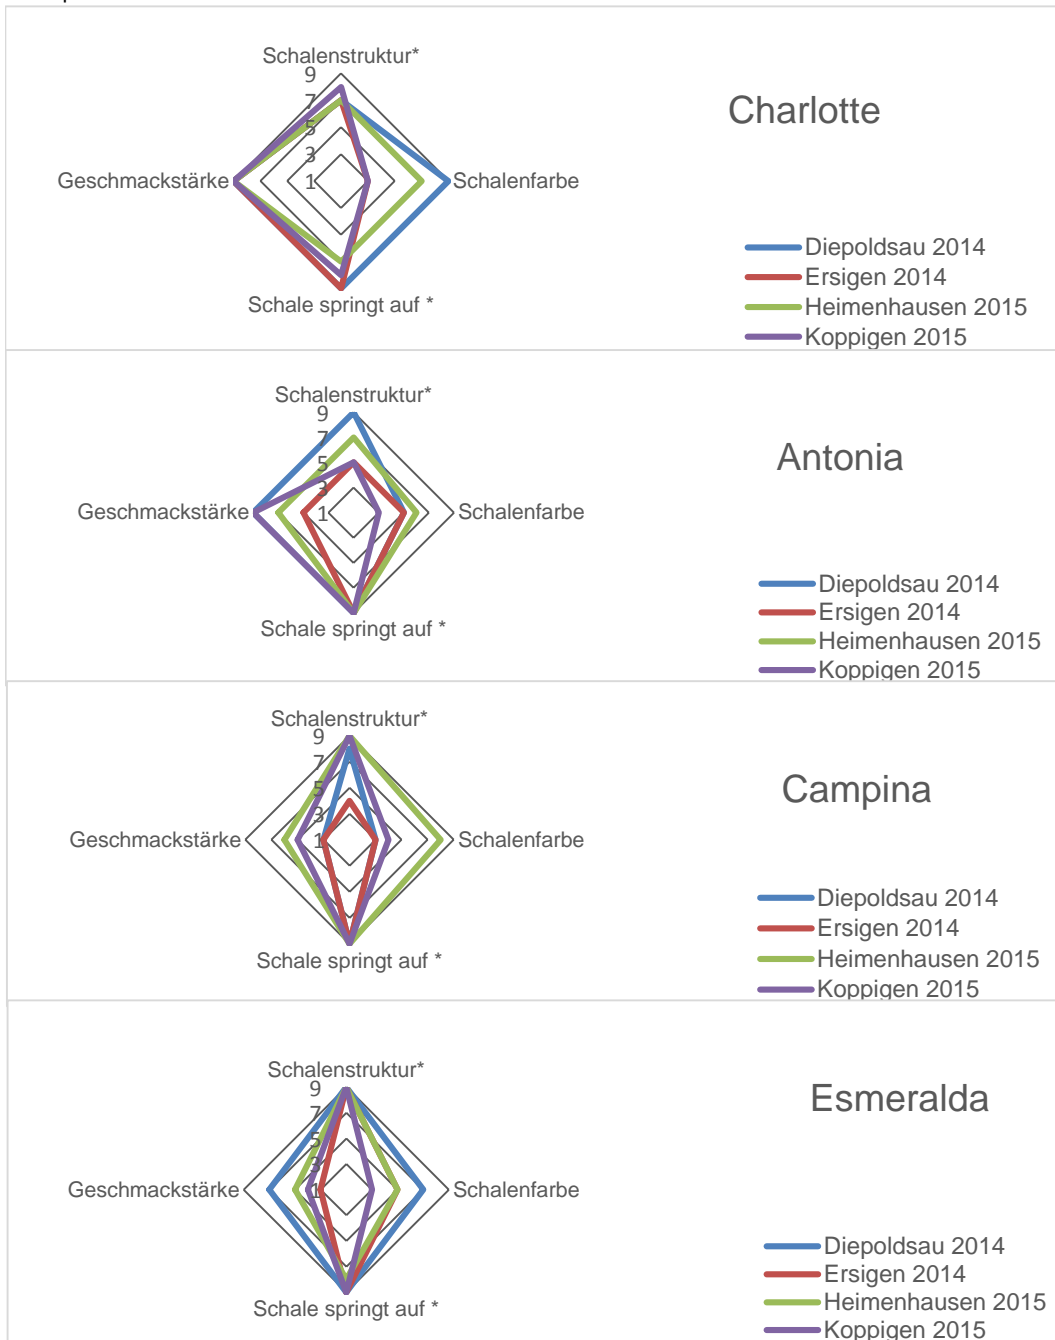 Schalenstruktur*
9
7
5
3
1
Geschmackstärke
Schalenfarbe
Schale springt auf *
Charlotte
Diepoldsau 2014
Ersigen 2014
Heimenhausen 2015
Koppigen 2015
Schalenstruktur*
9
7
5
3
1
Geschmackstärke
Schalenfarbe
Schale springt auf *
Antonia
Diepoldsau 2014
Ersigen 2014
Heimenhausen 2015
Koppigen 2015
Schalenstruktur*
9
7
5
3
1
Geschmackstärke
Schalenfarbe
Schale springt auf *
Campina
Diepoldsau 2014
Ersigen 2014
Heimenhausen 2015
Koppigen 2015
Schalenstruktur*
9
7
5
3
1
Geschmackstärke
Schalenfarbe
Schale springt auf *
Esmeralda
Diepoldsau 2014
Ersigen 2014
Heimenhausen 2015
Koppigen 2015